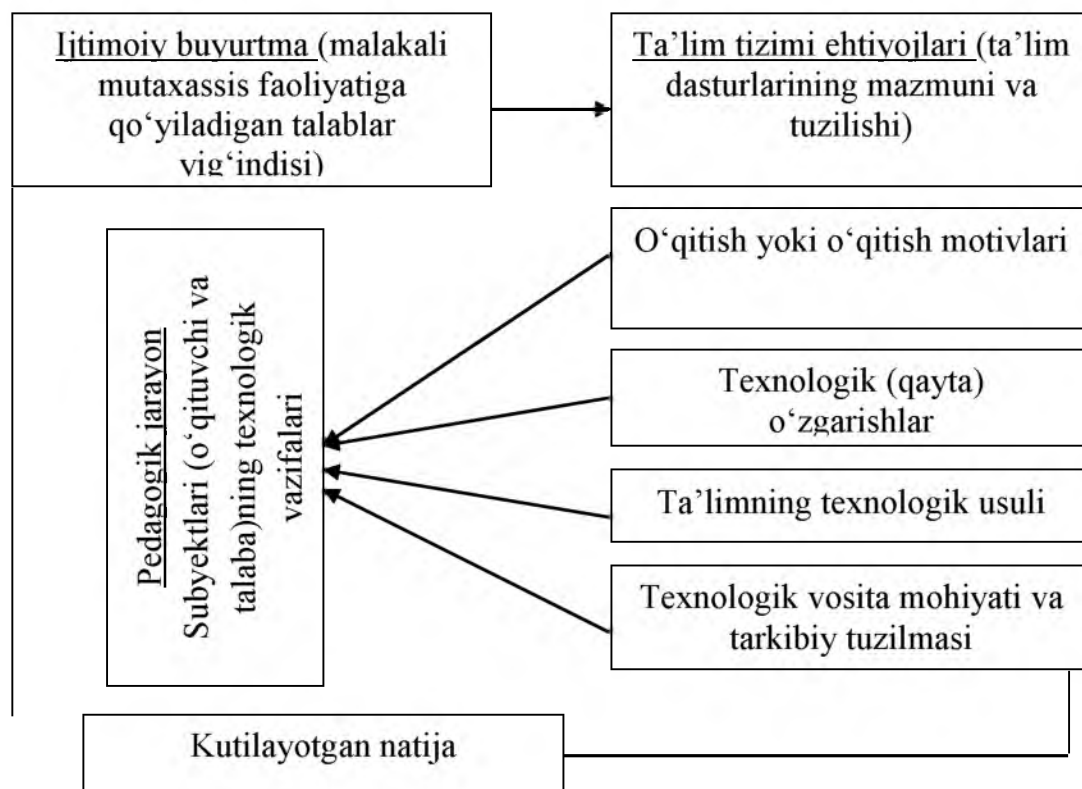 Ijtimoiy buyurtma (malakali
mutaxassis faoliyatiga
qo‘yiladigan talablar
yig‘indisi)
Ta’lim tizimi ehtiyojlari (ta’lim
dasturlarining mazmuni va
tuzilishi)
Pedagogik jarayon
Subyektlari (o‘qituvchi va
talaba)ning texnologik
vazifalari
O‘qitish yoki o‘qitish motivlari
Texnologik (qayta)
o‘zgarishlar
Ta’limning texnologik usuli
Texnologik vosita mohiyati va
tarkibiy tuzilmasi
Kutilayotgan natija